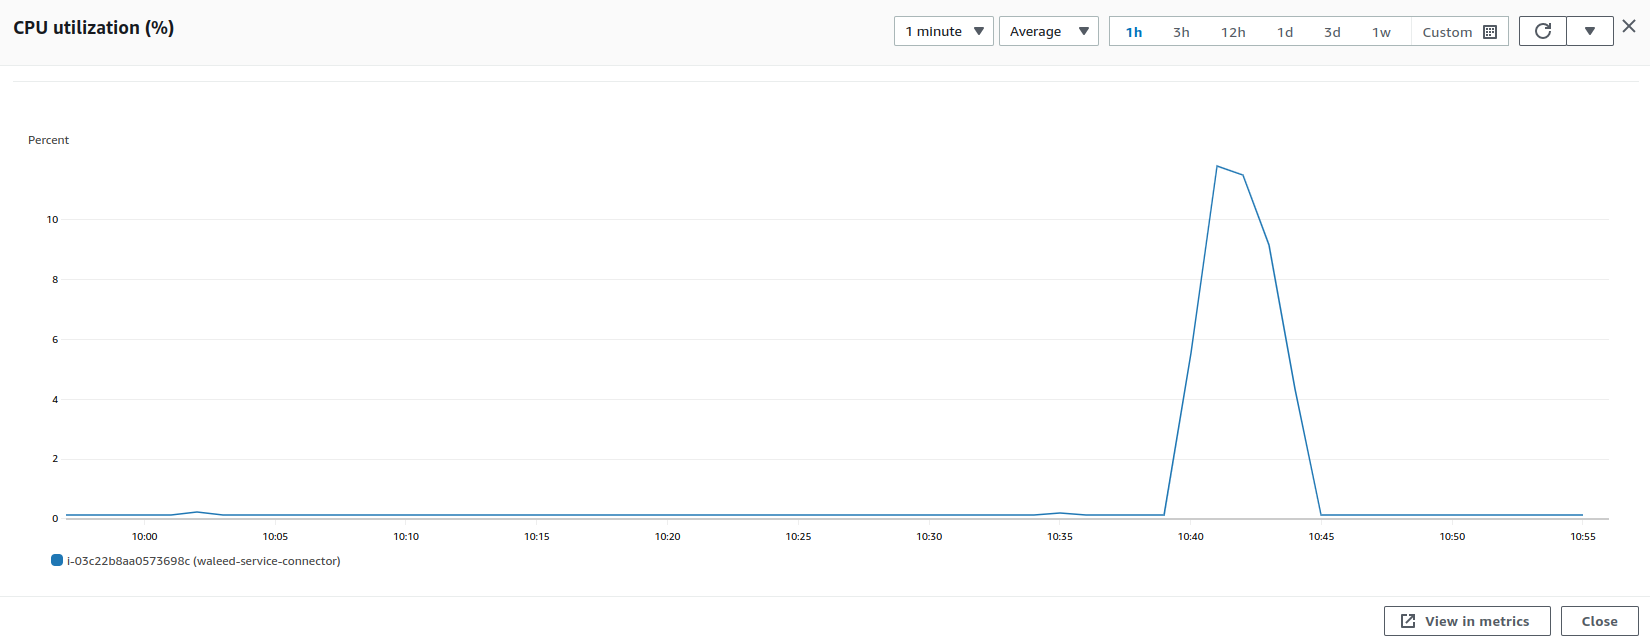 CPU utilization (%)
1 minute
Average
1h 3h 12h 1d 3d 1w Custom
Percent
10
8
6
4
2
0
10:00 10:05 10:10 10:15 10:20 10:25 10:30 10:35 10:40 10:45 10:50 10:55
i-03c22b8aa0573698c (waleed-service-connector)
View in metrics
Close